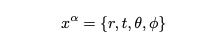 x^α = {r, t, θ, ϕ}